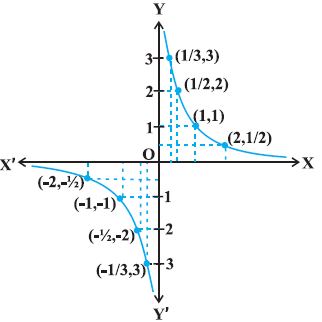 Y
3
(1/3,3)
2
(1/2,2)
1
(1,1)
(2,1/2)
X′
O
X
(-2,-½)
(-1,-1)
1
(-½,-2)
2
(-1/3,3)
3
Y′